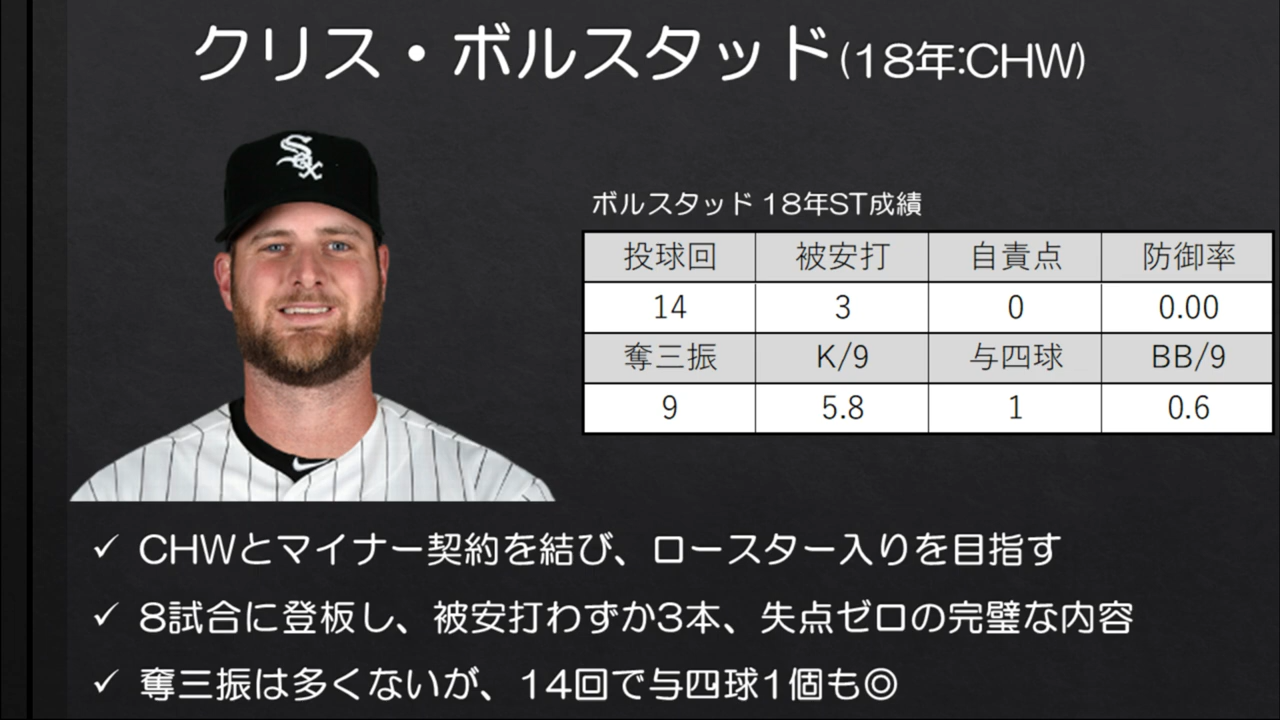 クリス・ボルスタッド(18年:CHW)
Sox
ボルスタッド 18年ST成績
投球回 被安打 自責点 防御率
14 3 0 0.00
奪三振 K/9 与四球 BB/9
9 5.8 1 0.6
✓ CHWとマイナー契約を結び、ロースター入りを目指す
✓ 8試合に登板し、被安打わずか3本、失点ゼロの完璧な内容
✓ 奪三振は多くないが、14回で与四球1個も◎